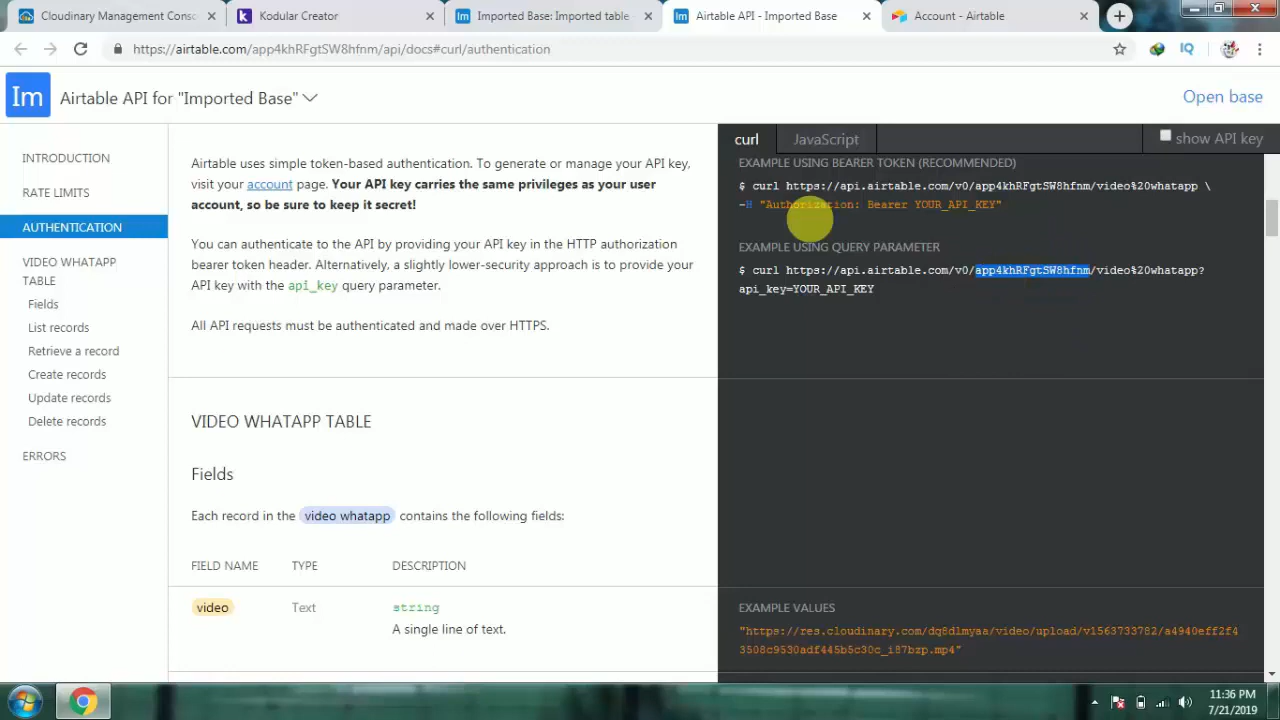 Cloudinary Management Consc
Kodular Creator
Imported Base: Imported table
Airtable API - Imported Base
Account - Airtable
https://airtable.com/app4khRFgtSW8hfnm/api/docs#curl/authentication
IQ
Im
Airtable API for "Imported Base"
Open base
INTRODUCTION
RATE LIMITS
AUTHENTICATION
VIDEO WHATAPP
TABLE
Fields
List records
Retrieve a record
Create records
Update records
Delete records
ERRORS
Airtable uses simple token-based authentication. To generate or manage your API key,
visit your account page. Your API key carries the same privileges as your user
account, so be sure to keep it secret!
You can authenticate to the API by providing your API key in the HTTP authorization
bearer token header. Alternatively, a slightly lower-security approach is to provide your
API key with the api_key query parameter.
All API requests must be authenticated and made over HTTPS.
VIDEO WHATAPP TABLE
Fields
Each record in the video whatapp contains the following fields:
FIELD NAME TYPE DESCRIPTION
video Text string
A single line of text.
curl JavaScript show API key
EXAMPLE USING BEARER TOKEN (RECOMMENDED)
$ curl https://api.airtable.com/v0/app4khRFgtSW8hfnm/video%20whatapp \
-H "Authorization: Bearer YOUR_API_KEY"
EXAMPLE USING QUERY PARAMETER
$ curl https://api.airtable.com/v0/app4khRFgtSW8hfnm/video%20whatapp?
api_key=YOUR_API_KEY
EXAMPLE VALUES
"https://res.cloudinary.com/dq8dlmyaa/video/upload/v1563733782/a4940eff2f4
3508c9530adf445b5c30c_i87bzp.mp4"
11:36 PM
7/21/2019